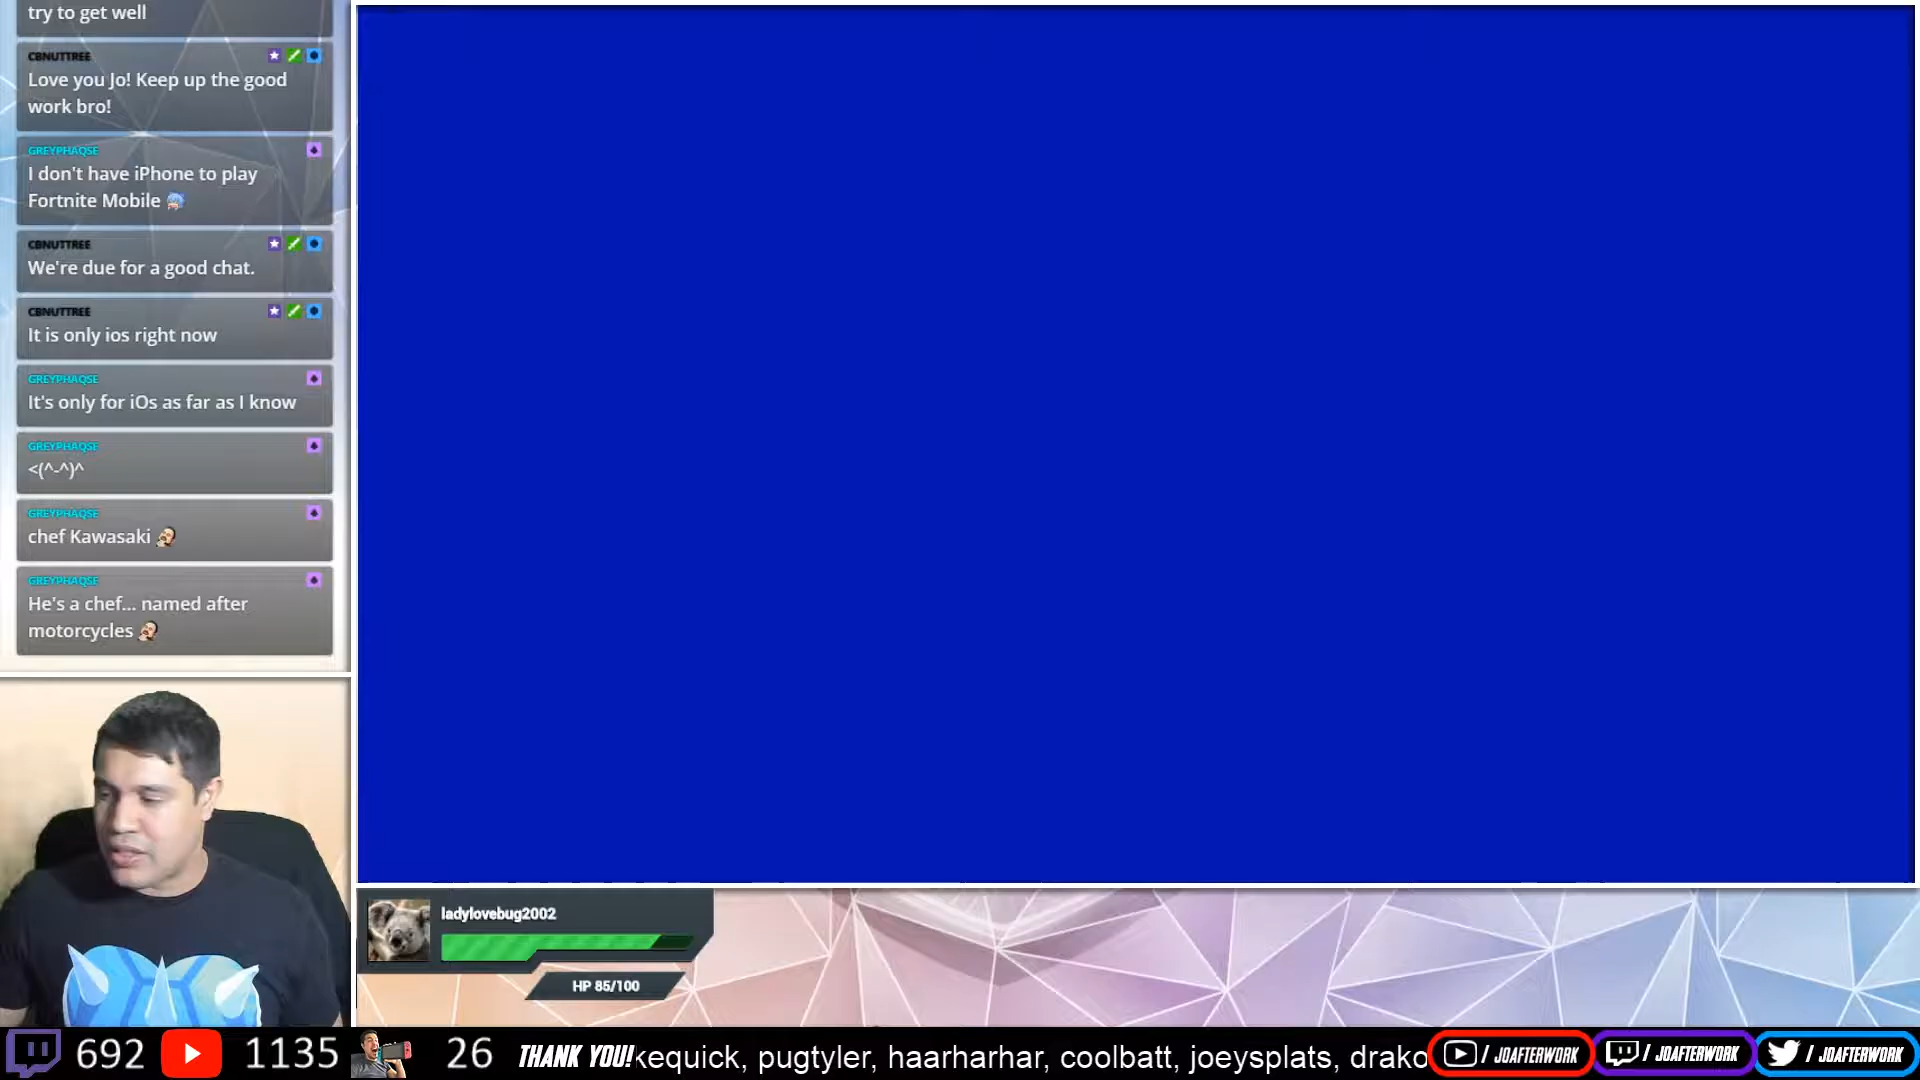 try to get well
CBNUTTREE
Love you Jo! Keep up the good
work bro!
GREYPHAQSE
I don't have iPhone to play
Fortnite Mobile
CBNUTTREE
We're due for a good chat.
CBNUTTREE
It is only ios right now
GREYPHAQSE
It's only for iOs as far as I know
GREYPHAQSE
<(^-^)^
GREYPHAQSE
chef Kawasaki
GREYPHAQSE
He's a chef... named after
motorcycles
ladylovebug2002
HP 85/100
692 1135 26 THANK YOU! kequick, pugtyler, haarharhar, coolbatt, joeysplats, drako / JOAFTERWORK / JOAFTERWORK / JOAFTERWORK